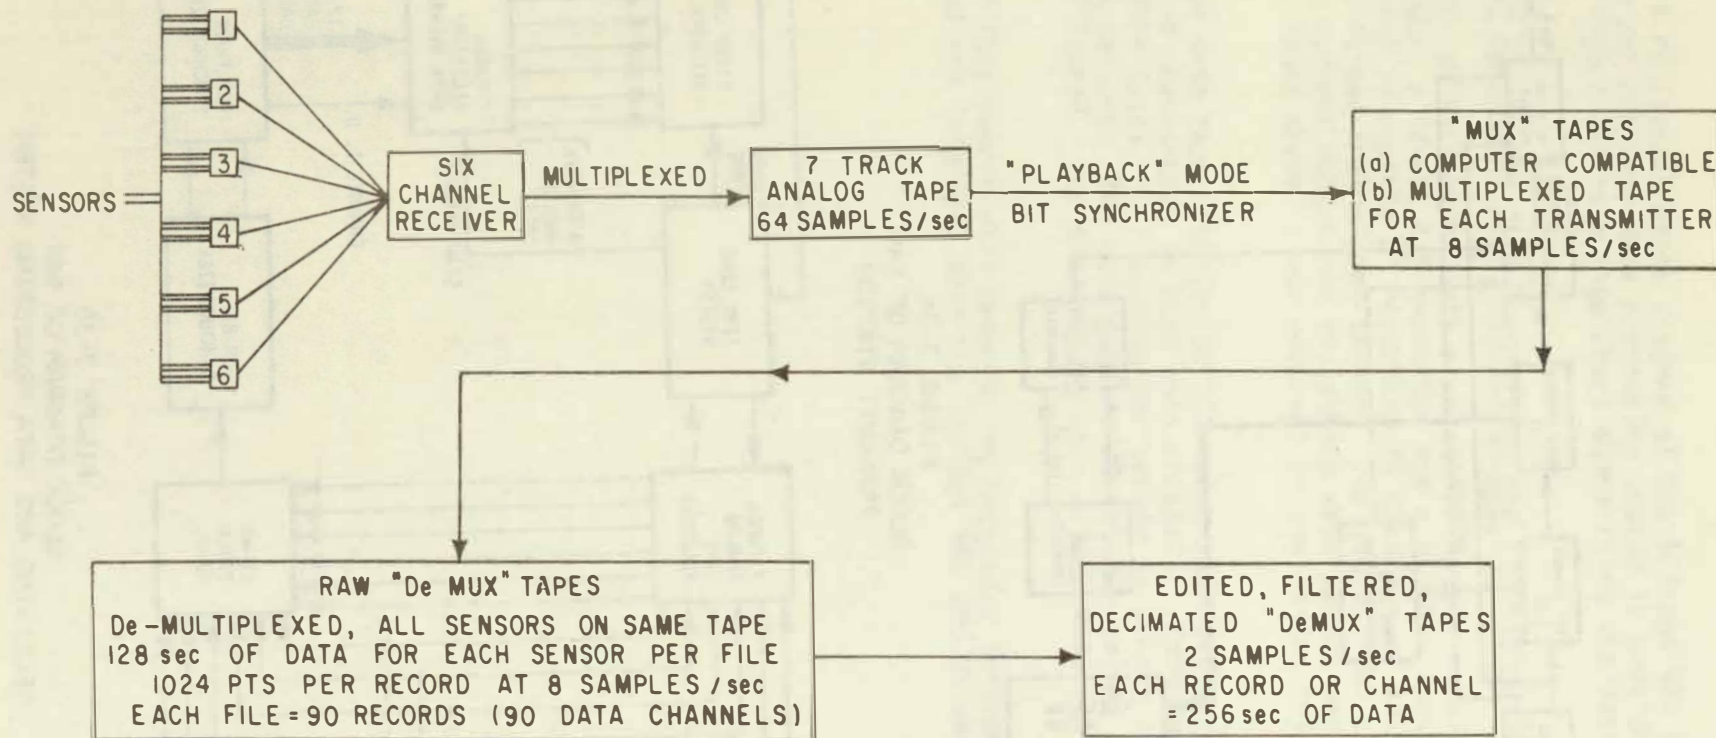 SENSORS
1
2
3
4
5
6
SIX
CHANNEL
RECEIVER
MULTIPLEXED
7 TRACK
ANALOG TAPE
64 SAMPLES/sec
"PLAYBACK" MODE
BIT SYNCHRONIZER
"MUX" TAPES
(a) COMPUTER COMPATIBLE
(b) MULTIPLEXED TAPE
FOR EACH TRANSMITTER
AT 8 SAMPLES/sec
RAW "De MUX" TAPES
De-MULTIPLEXED, ALL SENSORS ON SAME TAPE
128 sec OF DATA FOR EACH SENSOR PER FILE
1024 PTS PER RECORD AT 8 SAMPLES/sec
EACH FILE = 90 RECORDS (90 DATA CHANNELS)
EDITED, FILTERED,
DECIMATED "DeMUX" TAPES
2 SAMPLES/sec
EACH RECORD OR CHANNEL
= 256 sec OF DATA